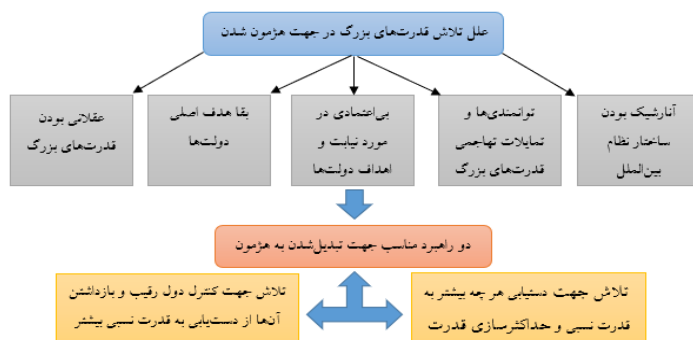 علل تلاش قدرت‌های بزرگ در جهت هژمون شدن
آنارشیک بودن
ساختار نظام
بین‌الملل
توانمندی‌ها و
تمایلات تهاجمی
قدرت‌های بزرگ
بی‌اعتمادی در
مورد نیابت و
اهداف دولت‌ها
بقا هدف اصلی
دولت‌ها
عقلانی بودن
قدرت‌های بزرگ
دو راهبرد مناسب جهت تبدیل‌شدن به هژمون
تلاش جهت دستیابی هر چه بیشتر به
قدرت نسبی و حداکثرسازی قدرت
تلاش جهت کنترل دول رقیب و بازداشتن
آن‌ها از دست‌یابی به قدرت نسبی بیشتر